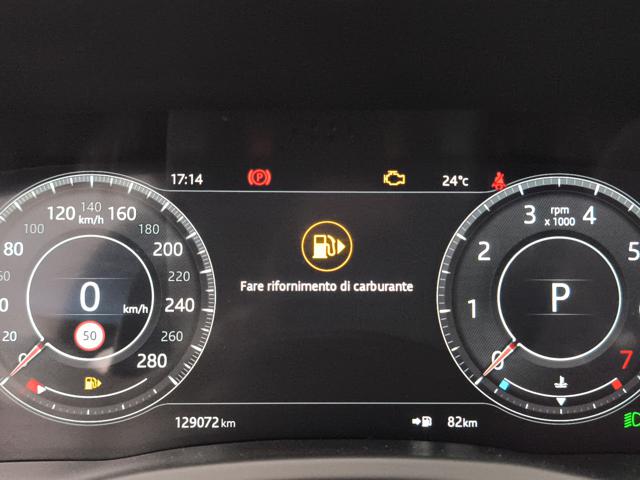 17:14
P
24°c
100 120 140 160 180
km/h
80 200
220
0 km/h 240
20 50 260
0 280
Fare rifornimento di carburante
3 rpm 4
x 1000
2 5
1 P
0 7
129072 km
82km